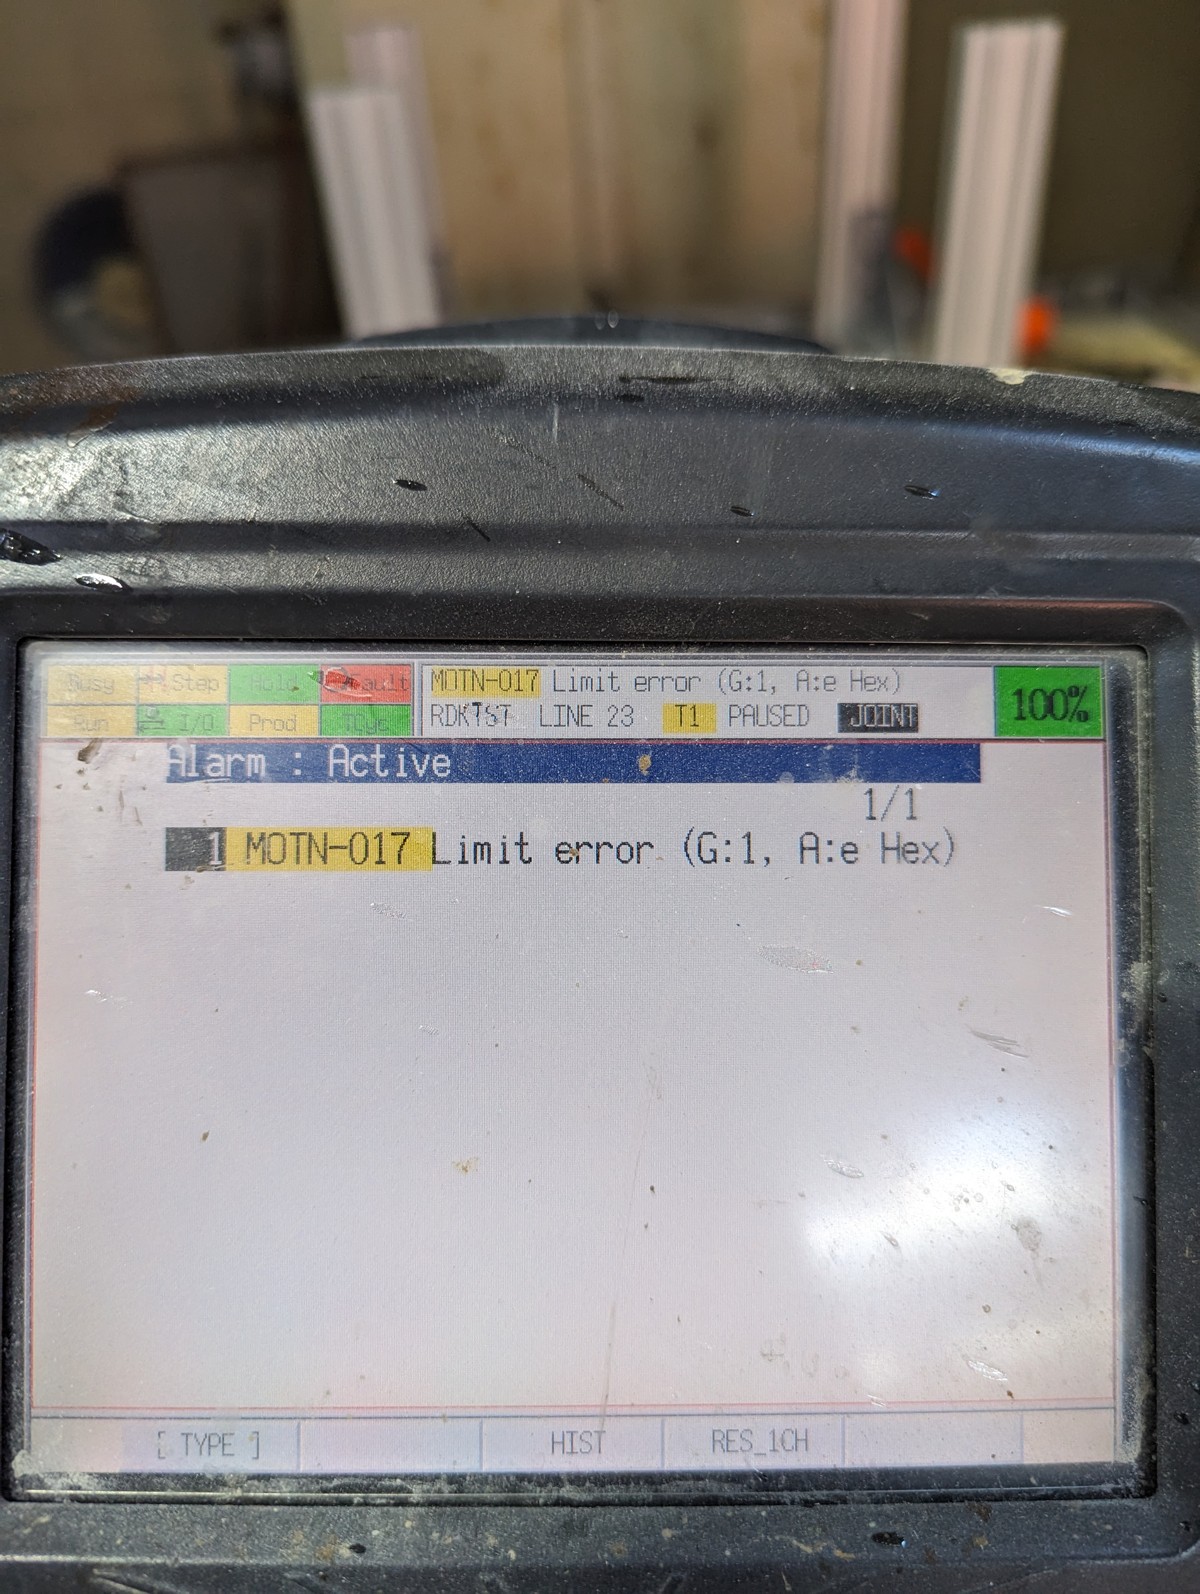 Busy Step Hold Fault
Run I/O Prod TCyc
MOTN-017 Limit error (G:1, A:e Hex)
RDKTST LINE 23 T1 PAUSED JOINT
100%
Alarm : Active
1/1
1 MOTN-017 Limit error (G:1, A:e Hex)
[ TYPE ] HIST RES_1CH